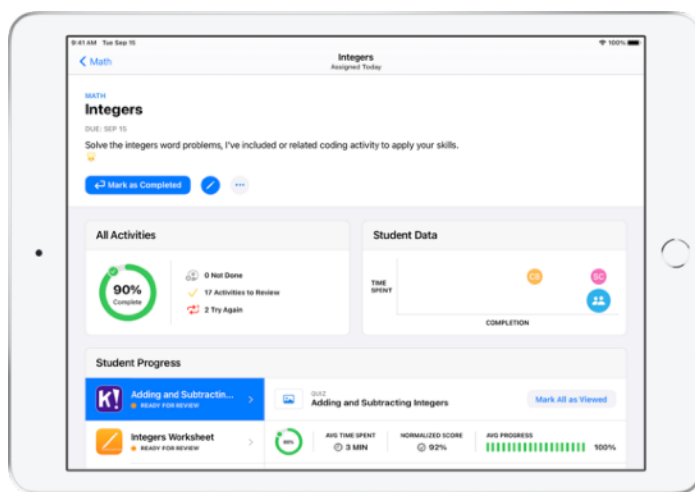 9:41 AM Tue Sep 15
100%
Math
Integers
Assigned Today
MATH
Integers
DUE: SEP 15
Solve the integers word problems, I've included or related coding activity to apply your skills.
Mark as Completed
All Activities
90%
Complete
0 Not Done
17 Activities to Review
2 Try Again
Student Data
TIME
SPENT
CS
SC
COMPLETION
Student Progress
K!
Adding and Subtractin...
READY FOR REVIEW
QUIZ
Adding and Subtracting Integers
Mark All as Viewed
Integers Worksheet
READY FOR REVIEW
AVG TIME SPENT
3 MIN
NORMALIZED SCORE
92%
AVG PROGRESS
100%